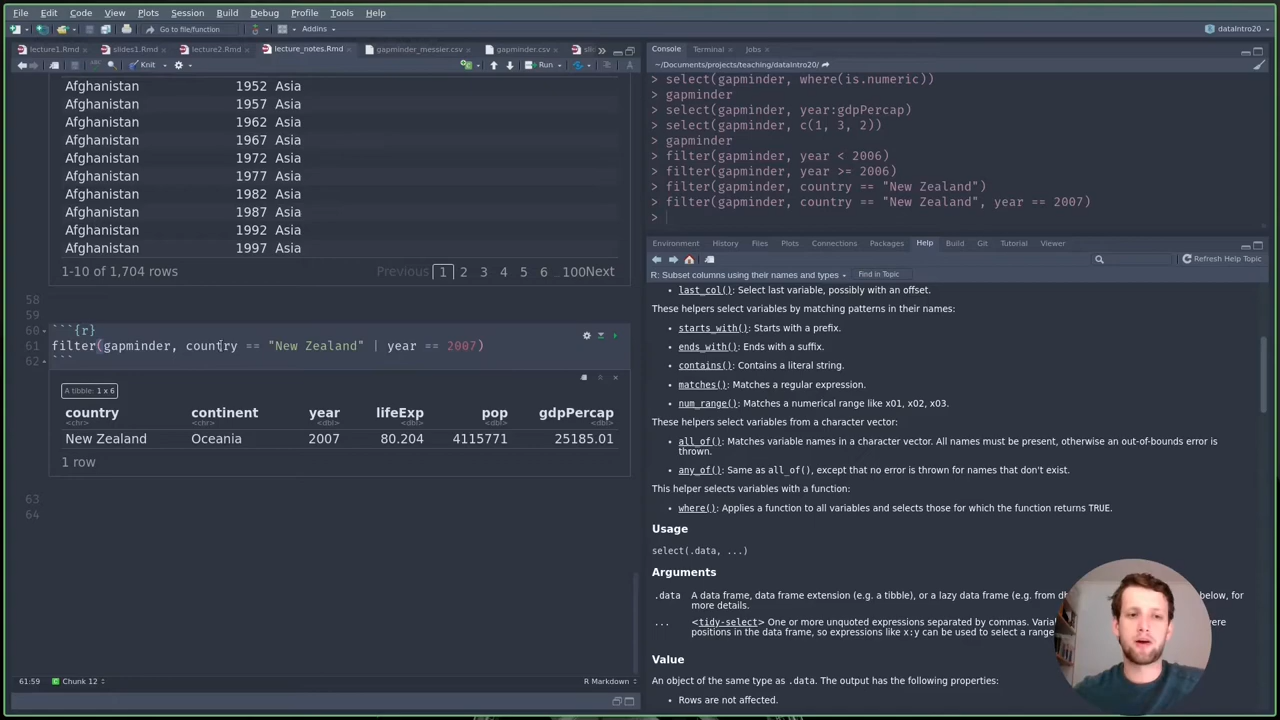 File Edit Code View Plots Session Build Debug Profile Tools Help
Go to file/function Addins dataIntro20
lecture1.Rmd slides1.Rmd lecture2.Rmd lecture_notes.Rmd gapminder_messier.csv gapminder.csv
Knit Run
Afghanistan 1952 Asia
Afghanistan 1957 Asia
Afghanistan 1962 Asia
Afghanistan 1967 Asia
Afghanistan 1972 Asia
Afghanistan 1977 Asia
Afghanistan 1982 Asia
Afghanistan 1987 Asia
Afghanistan 1992 Asia
Afghanistan 1997 Asia
1-10 of 1,704 rows Previous 1 2 3 4 5 6 100Next
58
59
60 ```{r}
61 filter(gapminder, country == "New Zealand" | year == 2007)
62 ```
A tibble: 1 x 6
country continent year lifeExp pop gdpPercap
<chr> <chr> <dbl> <dbl> <dbl> <dbl>
New Zealand Oceania 2007 80.204 4115771 25185.01
1 row
63
64
61:59 Chunk 12 R Markdown
Console Terminal Jobs
~/Documents/projects/teaching/dataIntro20/
> select(gapminder, where(is.numeric))
> gapminder
> select(gapminder, year:gdpPercap)
> select(gapminder, c(1, 3, 2))
> gapminder
> filter(gapminder, year < 2006)
> filter(gapminder, year >= 2006)
> filter(gapminder, country == "New Zealand")
> filter(gapminder, country == "New Zealand", year == 2007)
>
Environment History Files Plots Connections Packages Help Build Git Tutorial Viewer
Refresh Help Topic
R: Subset columns using their names and types Find in Topic
• last_col(): Select last variable, possibly with an offset.
These helpers select variables by matching patterns in their names:
• starts_with(): Starts with a prefix.
• ends_with(): Ends with a suffix.
• contains(): Contains a literal string.
• matches(): Matches a regular expression.
• num_range(): Matches a numerical range like x01, x02, x03.
These helpers select variables from a character vector:
• all_of(): Matches variable names in a character vector. All names must be present, otherwise an out-of-bounds error is
thrown.
• any_of(): Same as all_of(), except that no error is thrown for names that don't exist.
This helper selects variables with a function:
• where(): Applies a function to all variables and selects those for which the function returns TRUE.
Usage
select(.data, ...)
Arguments
.data A data frame, data frame extension (e.g. a tibble), or a lazy data frame (e.g. from below, for
more details.
... <tidy-select> One or more unquoted expressions separated by commas. were
positions in the data frame, so expressions like x:y can be used to select a range
Value
An object of the same type as .data. The output has the following properties:
• Rows are not affected.